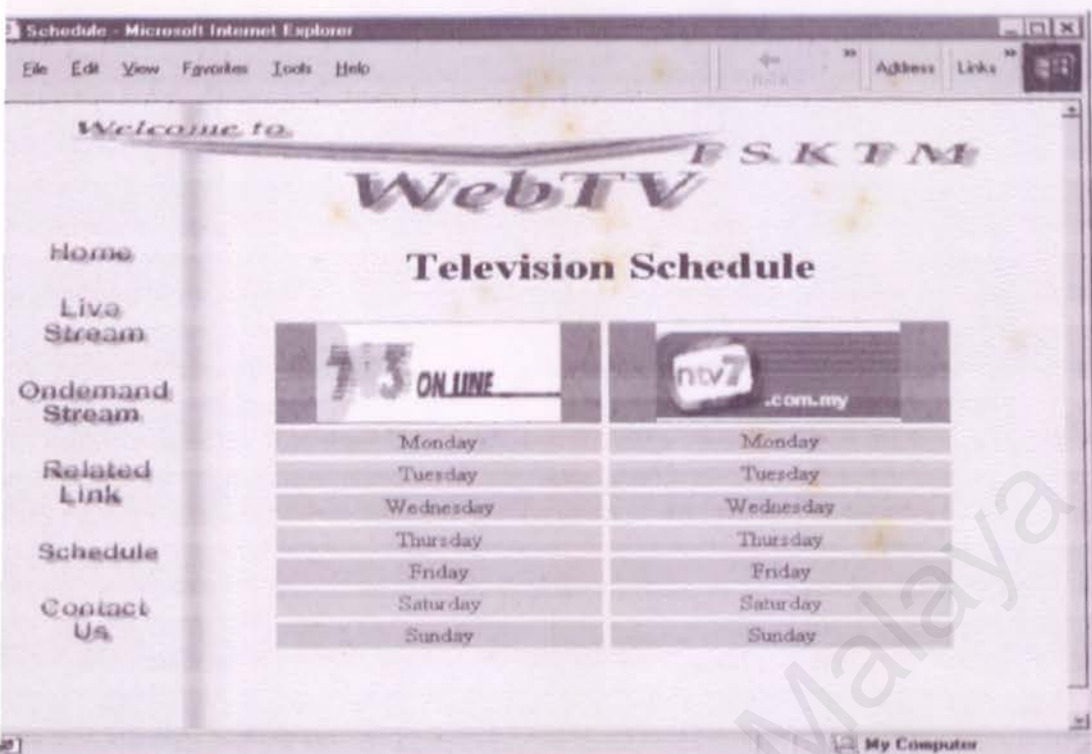 Schedule - Microsoft Internet Explorer
File Edit View Favorites Tools Help
» Address Links »
Welcome to
FSKTM
WebTV
Home
Live
Stream
Ondemand
Stream
Related
Link
Schedule
Contact
Us
Television Schedule
ON LINE
ntv7
.com.my
Monday Monday
Tuesday Tuesday
Wednesday Wednesday
Thursday Thursday
Friday Friday
Saturday Saturday
Sunday Sunday
My Computer
Malaya